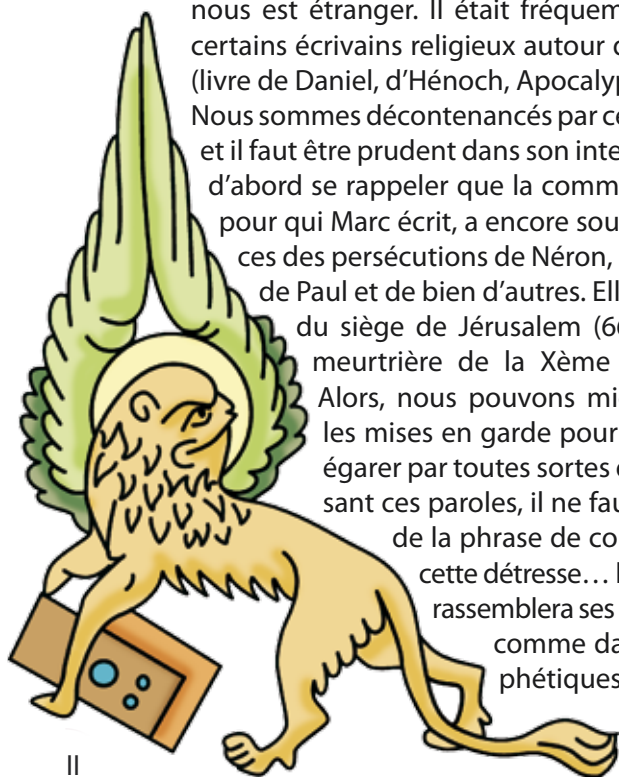 nous est étranger. Il était fréquem
certains écrivains religieux autour d
(livre de Daniel, d’Hénoch, Apocalyp
Nous sommes décontenancés par ce
et il faut être prudent dans son inte
d’abord se rappeler que la comm
pour qui Marc écrit, a encore sou
ces des persécutions de Néron,
de Paul et de bien d’autres. Ell
du siège de Jérusalem (6
meurtrière de la Xème
Alors, nous pouvons mi
les mises en garde pour
égarer par toutes sortes
sant ces paroles, il ne fau
de la phrase de co
cette détresse…
rassemblera ses
comme da
phétiques
II